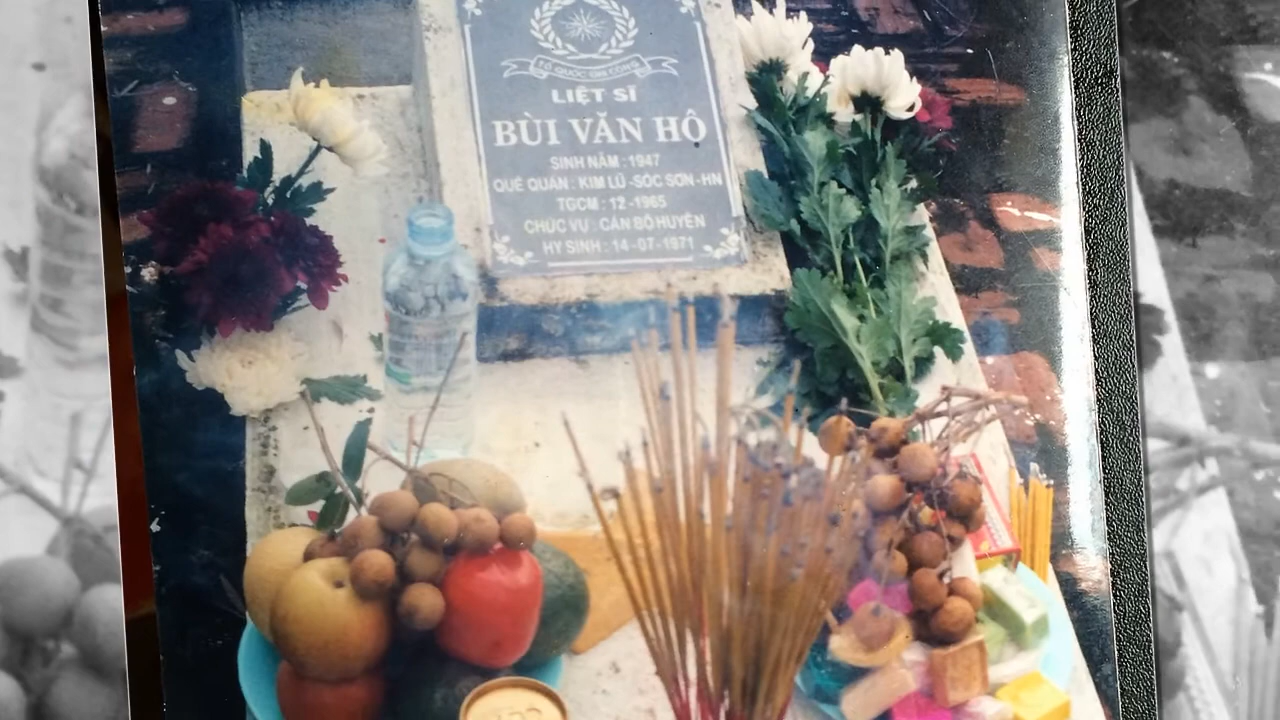 TỔ QUỐC GHI CÔNG
LIỆT SĨ
BÙI VĂN HỘ
SINH NĂM : 1947
QUÊ QUÁN : KIM LŨ - SÓC SƠN - HN
TGCM : 12 - 1965
CHỨC VỤ : CÁN BỘ HUYỆN
HY SINH : 14 - 07 - 1971